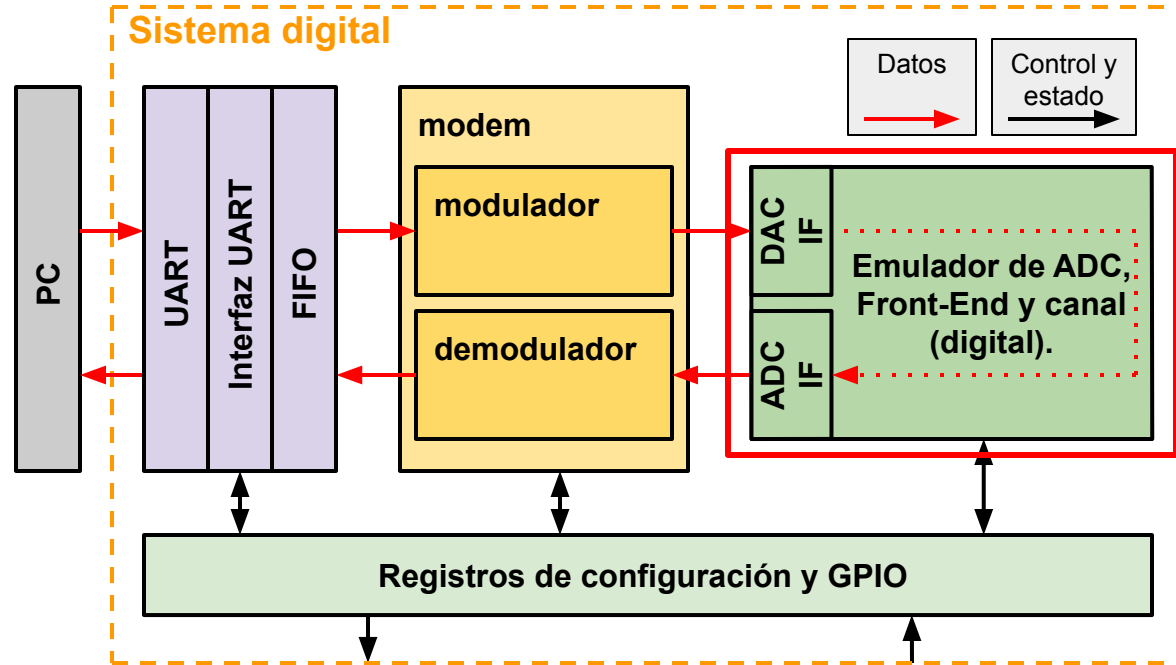 Sistema digital
Datos
Control y
estado
PC
UART
Interfaz UART
FIFO
modem
modulador
demodulador
DAC
IF
ADC
IF
Emulador de ADC,
Front-End y canal
(digital).
Registros de configuración y GPIO